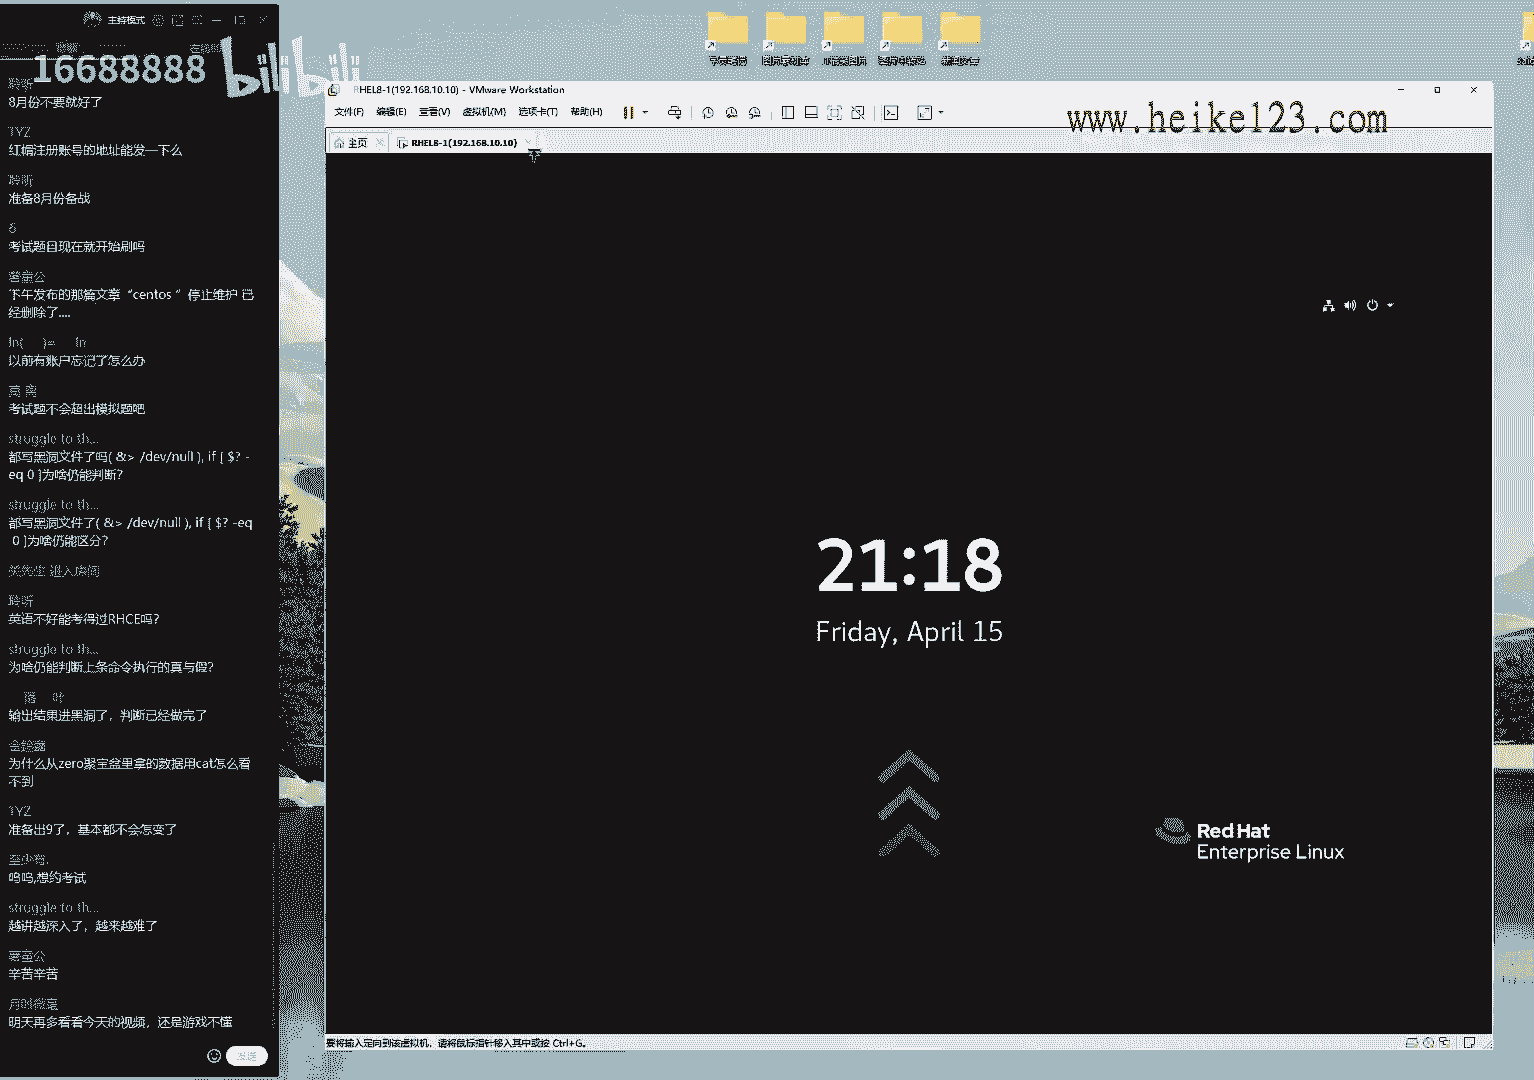 主持模式
16688888
bilibili
聆听
8月份不要就好了
TYZ
红帽注册账号的地址能发一下么
聆听
准备8月份备战
6
考试题目现在就开始刷吗
下午发布的那篇文章“centos ”停止维护 已
经删除了....
以前有账户忘记了怎么办
考试题不会超出模拟题吧
struggle to th...
都写黑洞文件了吗( &> /dev/null ), if [ $? -
eq 0 ]为啥仍能判断?
struggle to th...
都写黑洞文件了( &> /dev/null ), if [ $? -eq
0 ]为啥仍能区分?
进入房间
聆听
英语不好能考得过RHCE吗?
struggle to th...
为啥仍能判断上条命令执行的真与假?
落 叶
输出结果进黑洞了，判断已经做完了
为什么从zero聚宝盆里拿的数据用cat怎么看
不到
TYZ
准备出9了，基本都不会怎变了
呜呜,想约考试
struggle to th...
越讲越深入了，越来越难了
辛苦辛苦
明天再多看看今天的视频，还是游戏不懂
发送
RHEL8-1(192.168.10.10) - VMware Workstation
文件(F) 编辑(E) 查看(V) 虚拟机(M) 选项卡(T) 帮助(H)
www.heike123.com
主页
RHEL8-1(192.168.10.10)
21:18
Friday, April 15
Red Hat
Enterprise Linux
要将输入定向到该虚拟机，请将鼠标指针移入其中或按 Ctrl+G。